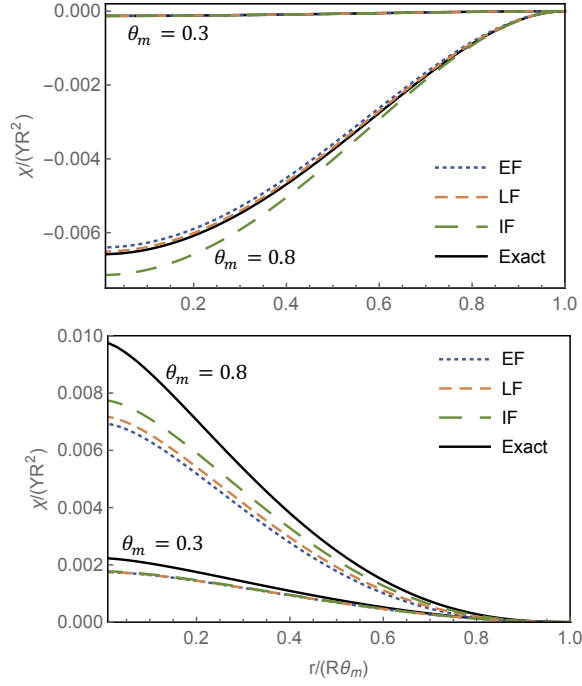 0.000
θm = 0.3
−0.002
−0.004
−0.006
χ/(YR²)
EF
LF
IF
Exact
θm = 0.8
0.2
0.4
0.6
0.8
1.0
0.010
0.008
0.006
0.004
0.002
0.000
χ/(YR²)
θm = 0.8
EF
LF
IF
Exact
θm = 0.3
0.2
0.4
0.6
0.8
1.0
r/(Rθm)